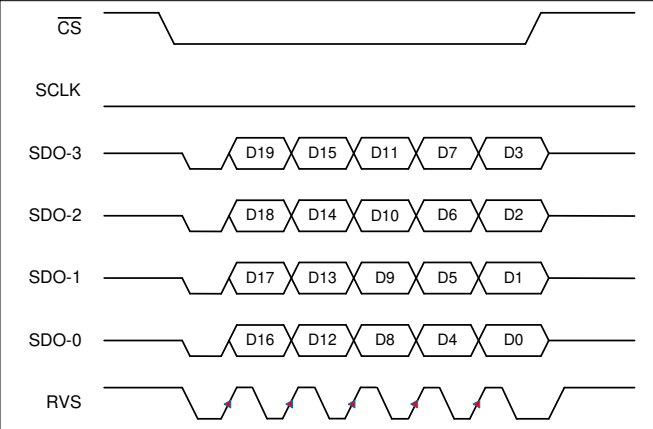 CS
SCLK
SDO-3 D19 D15 D11 D7 D3
SDO-2 D18 D14 D10 D6 D2
SDO-1 D17 D13 D9 D5 D1
SDO-0 D16 D12 D8 D4 D0
RVS